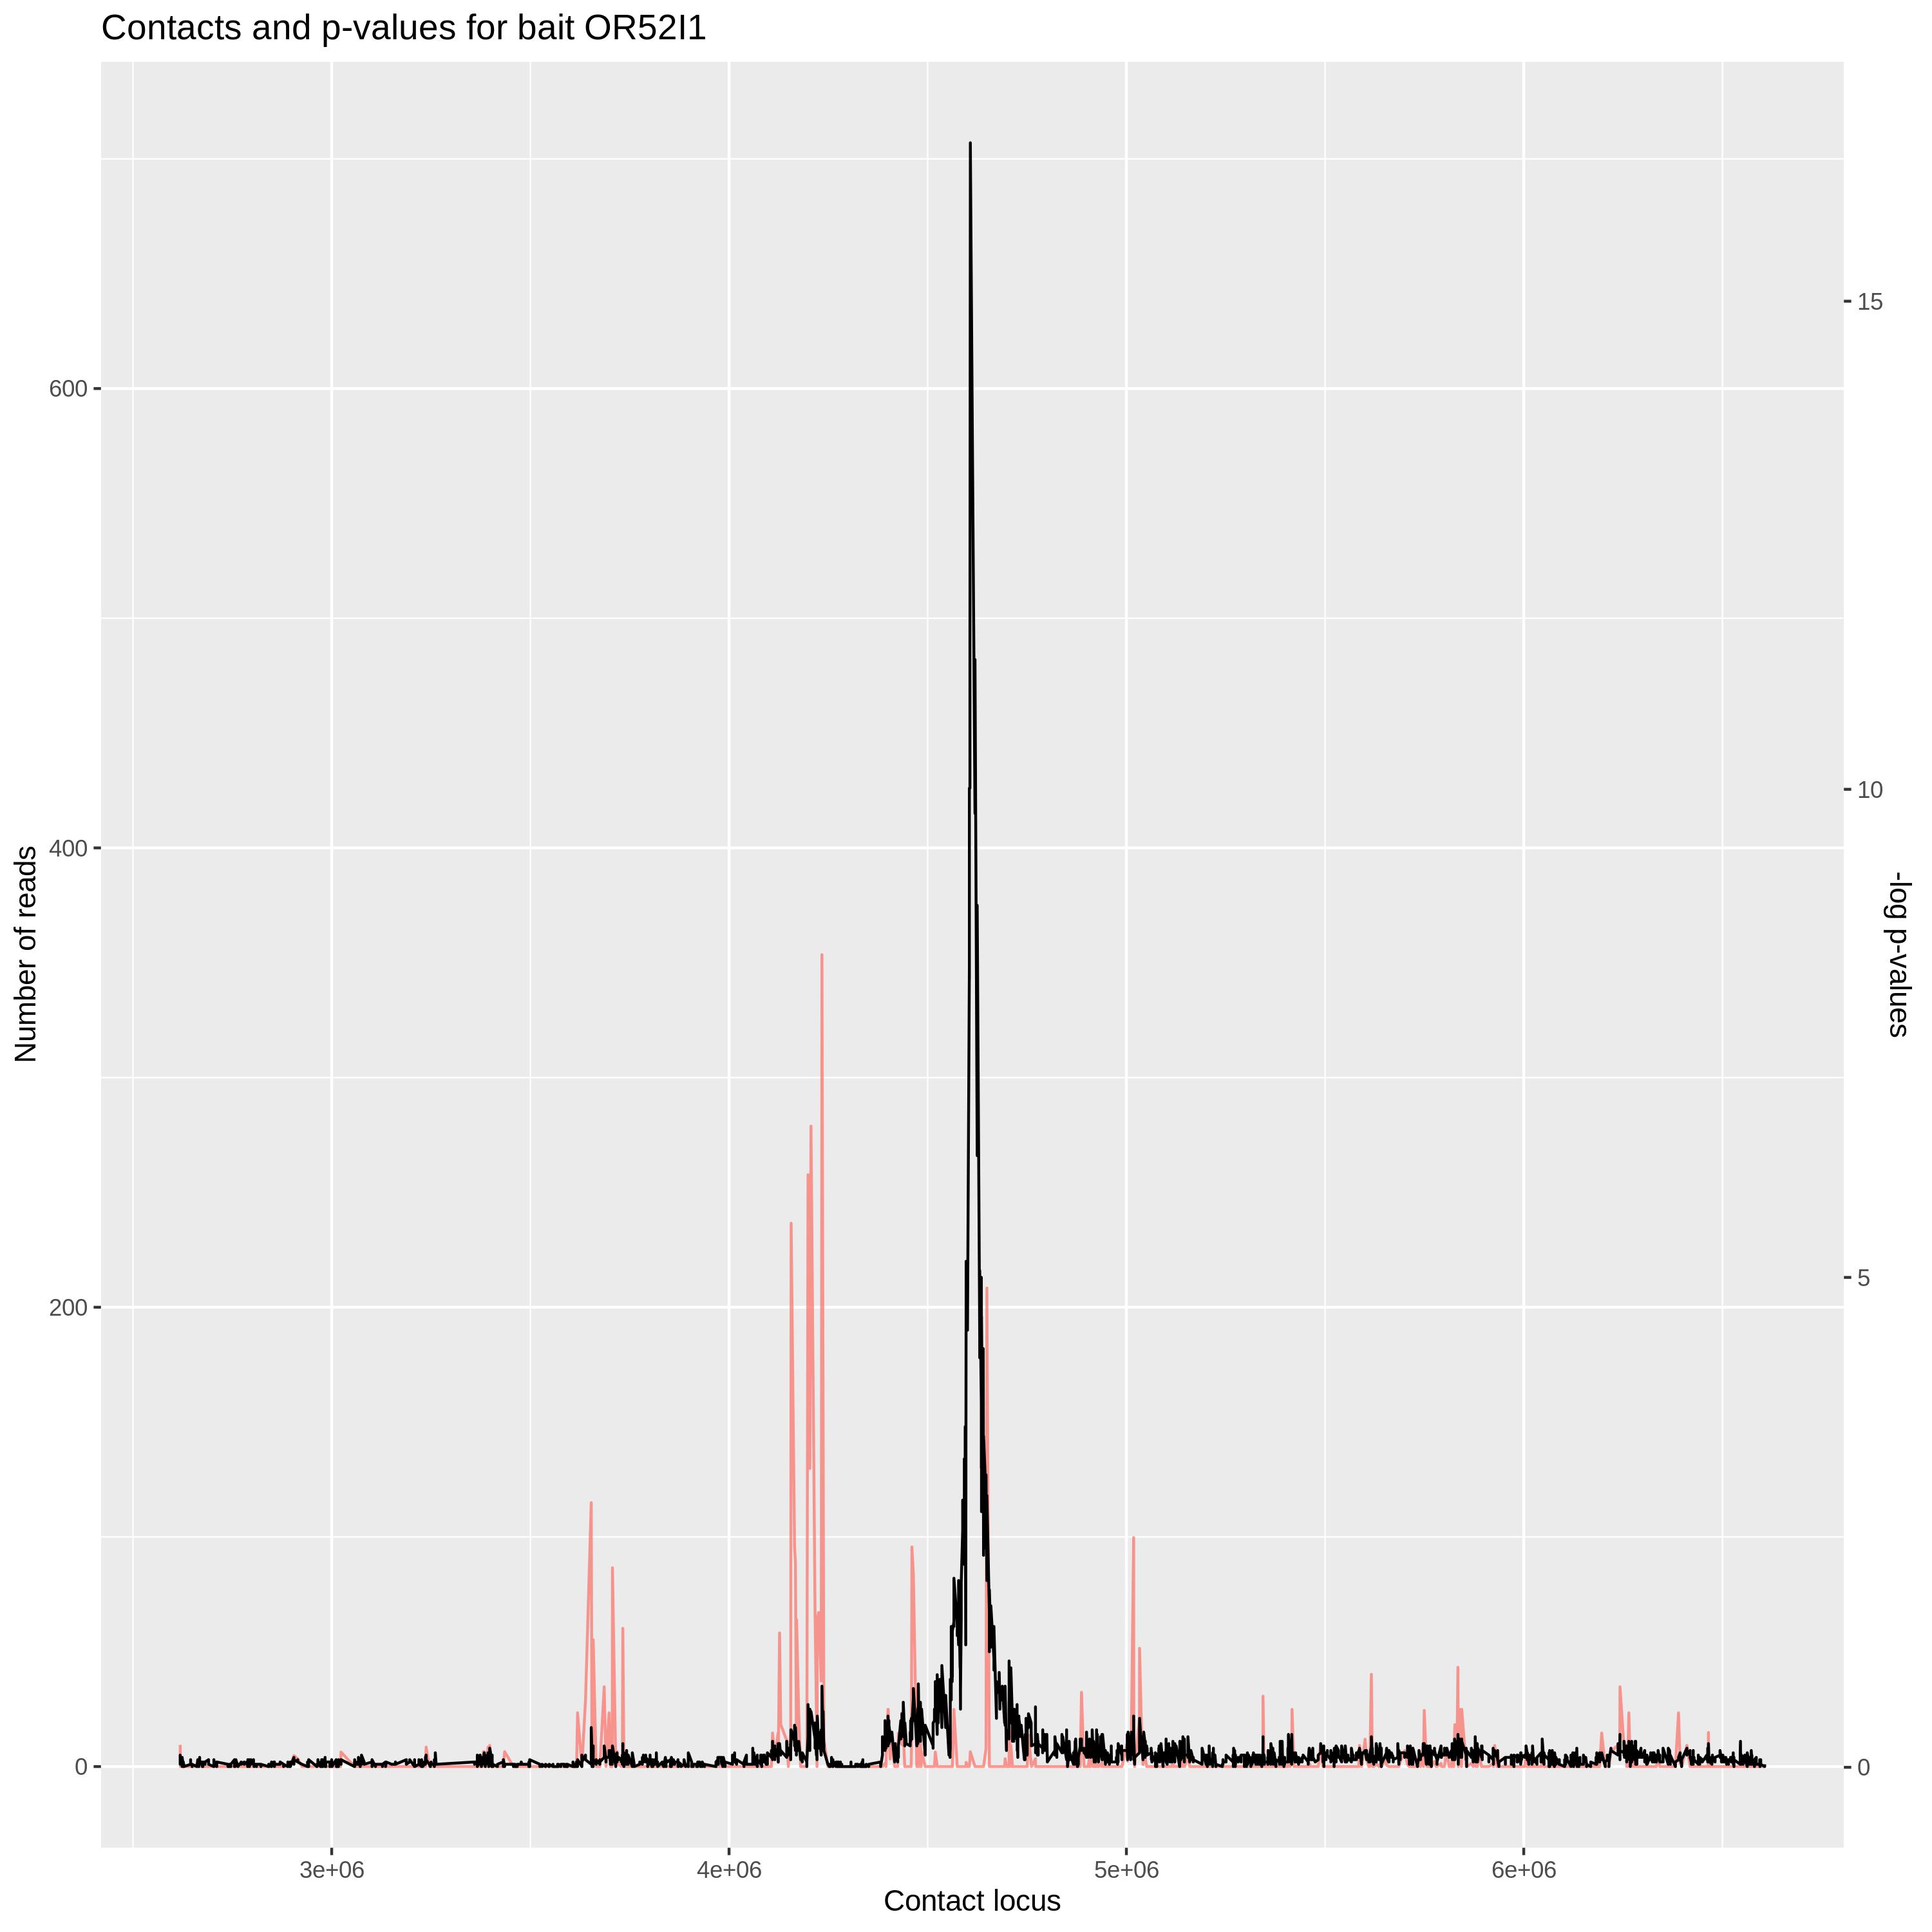 Contacts and p-values for bait OR52I1
600
400
200
0
Number of reads
15
10
5
0
-log p-values
3e+06
4e+06
5e+06
6e+06
Contact locus